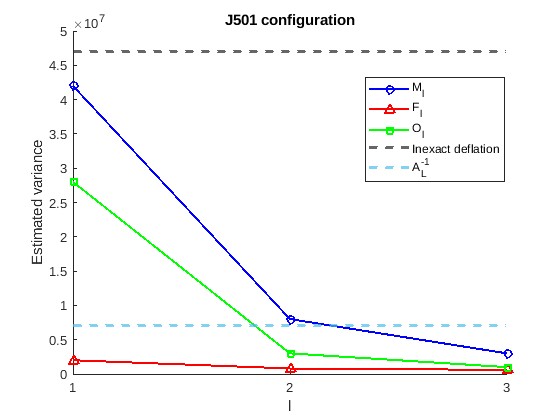 J501 configuration
×10^7
5
4.5
4
3.5
3
2.5
2
1.5
1
0.5
0
Estimated variance
M_l
F_l
O_l
Inexact deflation
A_L^-1
1
2
3
l